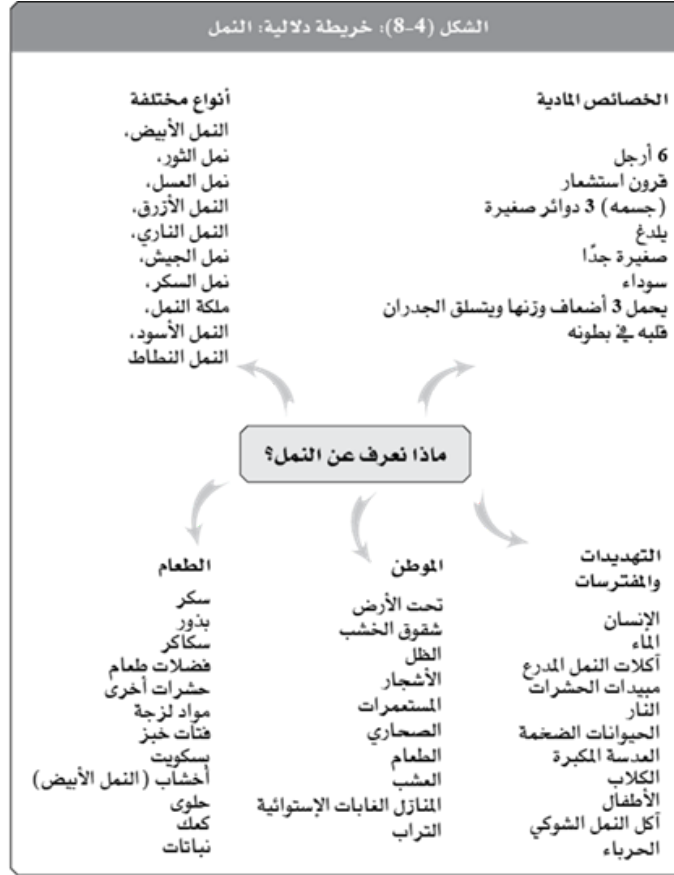 الشكل (4-8): خريطة دلالية: النمل
الخصائص المادية
6 أرجل
قرون استشعار
(جسمه) 3 دوائر صغيرة
يلدغ
صغيرة جدًا
سوداء
يحمل 3 أضعاف وزنها ويتسلق الجدران
قلبه في بطونه
أنواع مختلفة
النمل الأبيض،
نمل الثور،
نمل العسل،
النمل الأزرق،
النمل الناري،
نمل الجيش،
نمل السكر،
ملكة النمل،
النمل الأسود،
النمل النطاط
ماذا نعرف عن النمل؟
التهديدات
والمفترسات
الإنسان
الماء
آكلات النمل المدرع
مبيدات الحشرات
النار
الحيوانات الضخمة
العدسة المكبرة
الكلاب
الأطفال
آكل النمل الشوكي
الحرباء
الموطن
تحت الأرض
شقوق الخشب
الظل
الأشجار
المستعمرات
الصحاري
الطعام
العشب
المنازل الغابات الإستوائية
التراب
الطعام
سكر
بذور
سكاكر
فضلات طعام
حشرات أخرى
مواد لزجة
فتات خبز
بسكويت
أخشاب (النمل الأبيض)
حلوى
كعك
نباتات